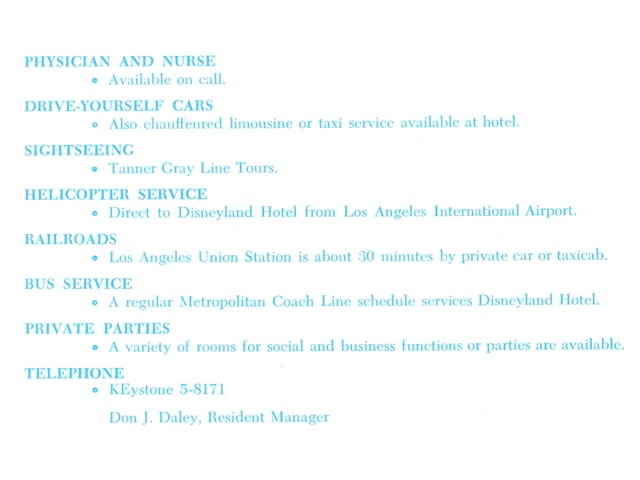 PHYSICIAN AND NURSE
• Available on call.
DRIVE-YOURSELF CARS
• Also chauffeured limousine or taxi service available at hotel.
SIGHTSEEING
• Tanner Gray Line Tours.
HELICOPTER SERVICE
• Direct to Disneyland Hotel from Los Angeles International Airport.
RAILROADS
• Los Angeles Union Station is about 30 minutes by private car or taxicab.
BUS SERVICE
• A regular Metropolitan Coach Line schedule services Disneyland Hotel.
PRIVATE PARTIES
• A variety of rooms for social and business functions or parties are available.
TELEPHONE
• KEystone 5-8171
Don J. Daley, Resident Manager